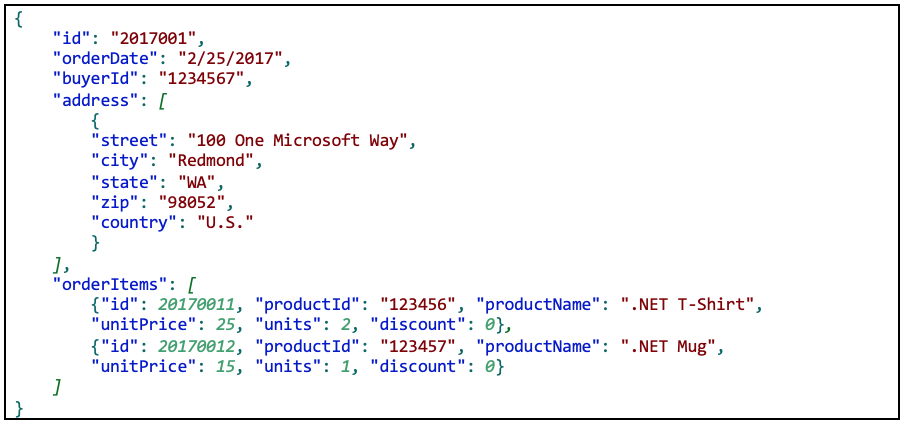 {
    "id": "2017001",
    "orderDate": "2/25/2017",
    "buyerId": "1234567",
    "address": [
        {
        "street": "100 One Microsoft Way",
        "city": "Redmond",
        "state": "WA",
        "zip": "98052",
        "country": "U.S."
        }
    ],
    "orderItems": [
        {"id": 20170011, "productId": "123456", "productName": ".NET T-Shirt",
        "unitPrice": 25, "units": 2, "discount": 0},
        {"id": 20170012, "productId": "123457", "productName": ".NET Mug",
        "unitPrice": 15, "units": 1, "discount": 0}
    ]
}